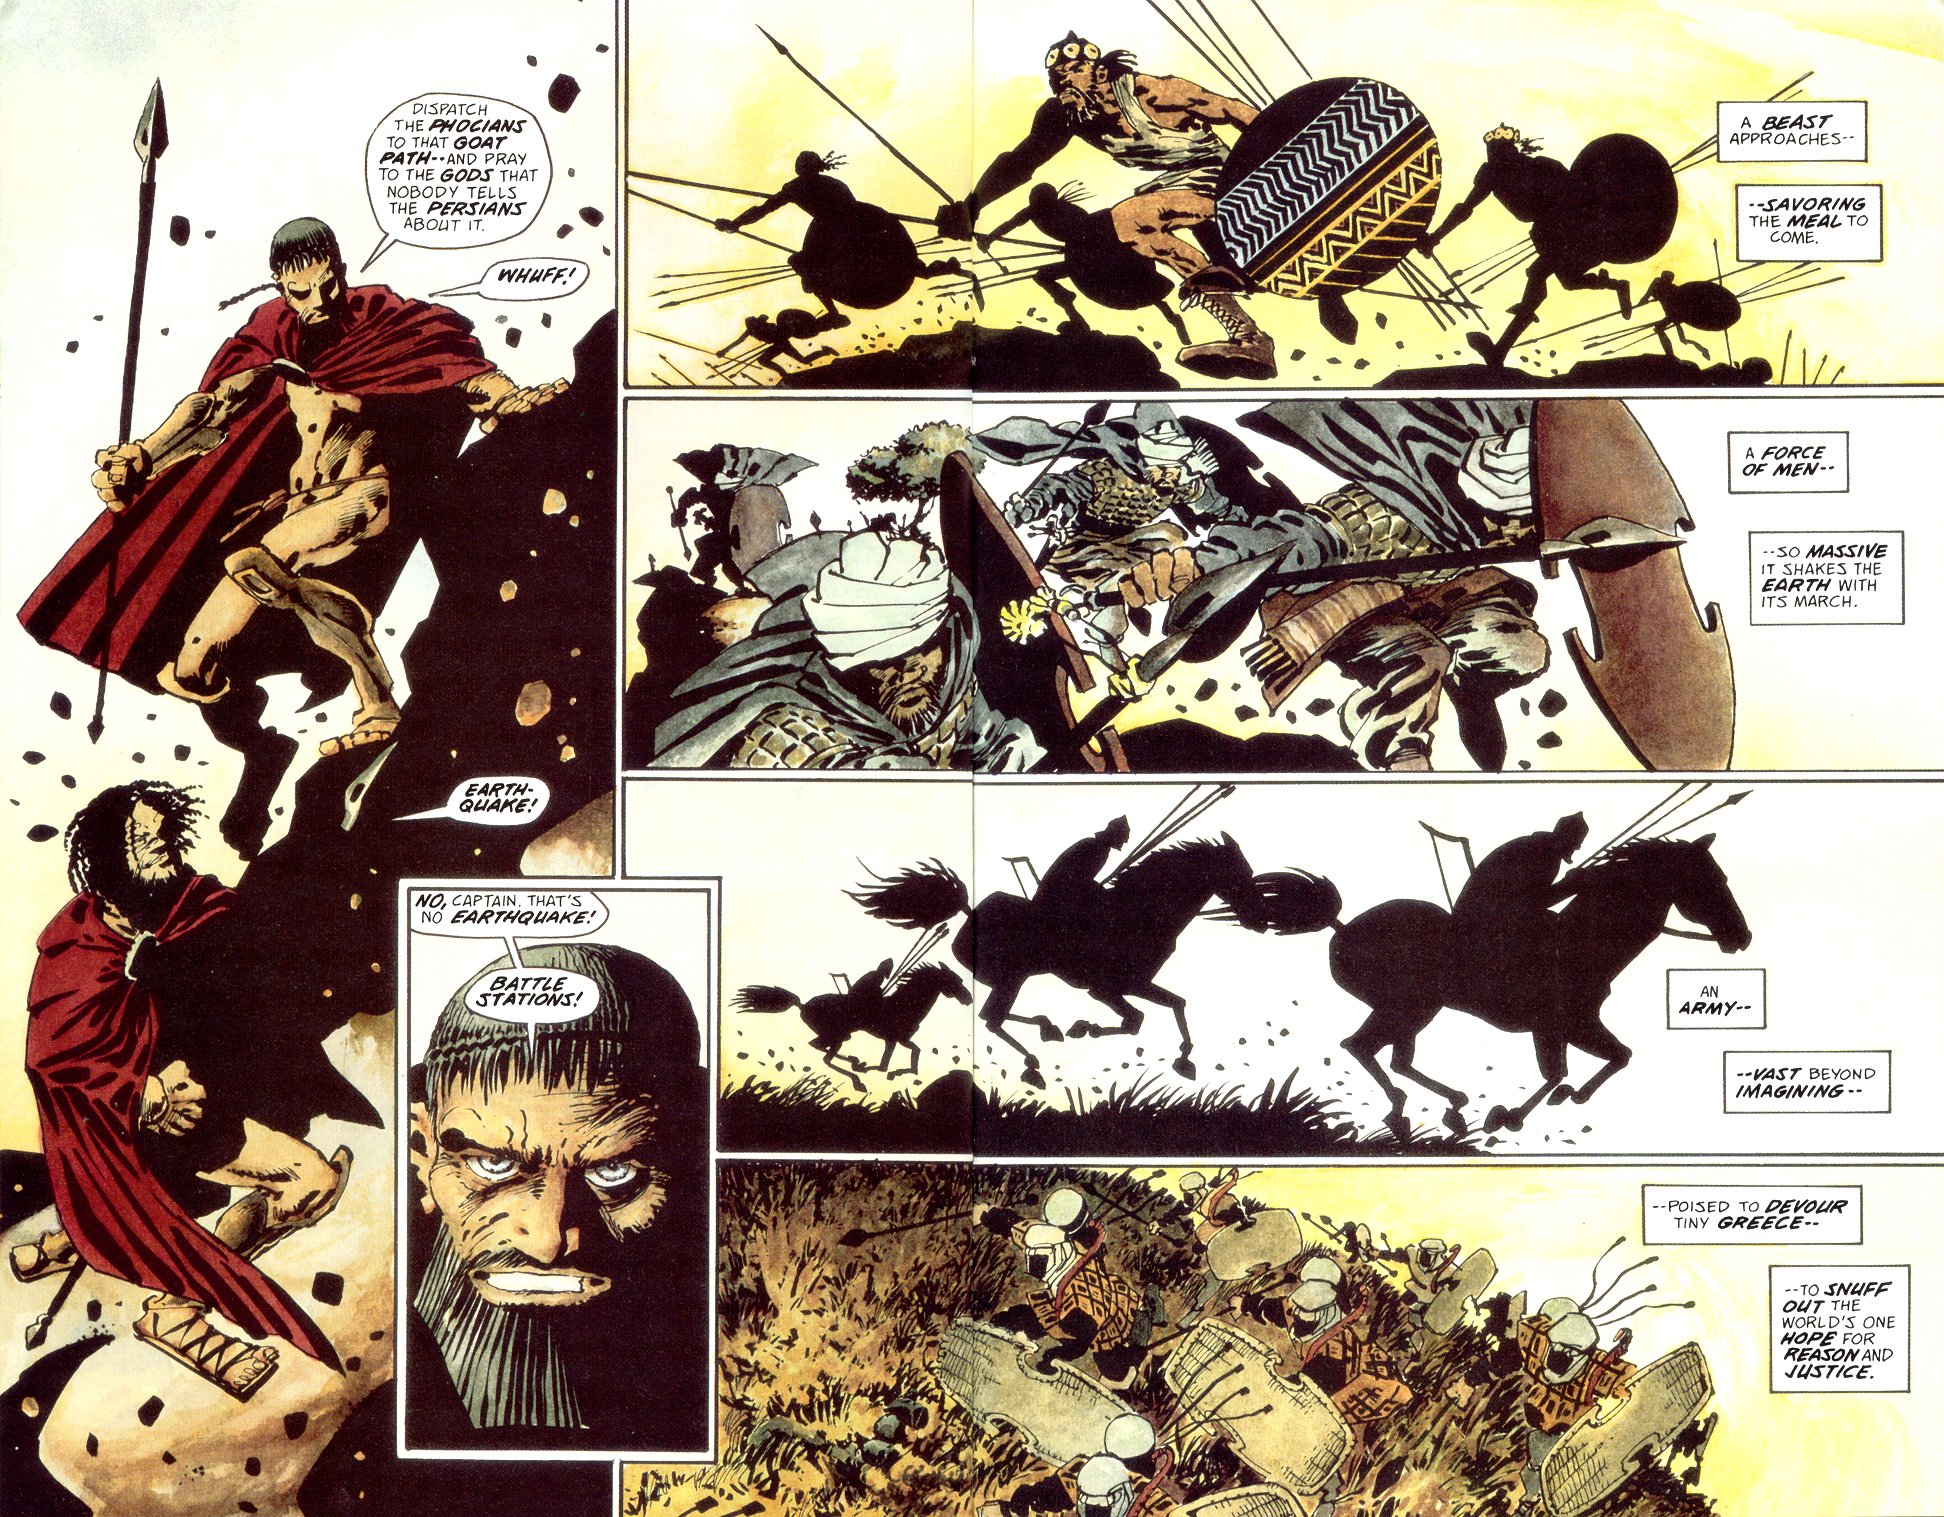 DISPATCH
THE PHOCIANS
TO THAT GOAT
PATH--AND PRAY
TO THE GODS THAT
NOBODY TELLS
THE PERSIANS
ABOUT IT.
WHUFF!
EARTH-
QUAKE!
NO, CAPTAIN. THAT'S
NO EARTHQUAKE!
BATTLE
STATIONS!
A BEAST
APPROACHES--
--SAVORING
THE MEAL TO
COME.
A FORCE
OF MEN--
--SO MASSIVE
IT SHAKES THE
EARTH WITH
ITS MARCH.
AN
ARMY--
--VAST BEYOND
IMAGINING--
--POISED TO DEVOUR
TINY GREECE--
--TO SNUFF
OUT THE
WORLD'S ONE
HOPE FOR
REASON AND
JUSTICE.